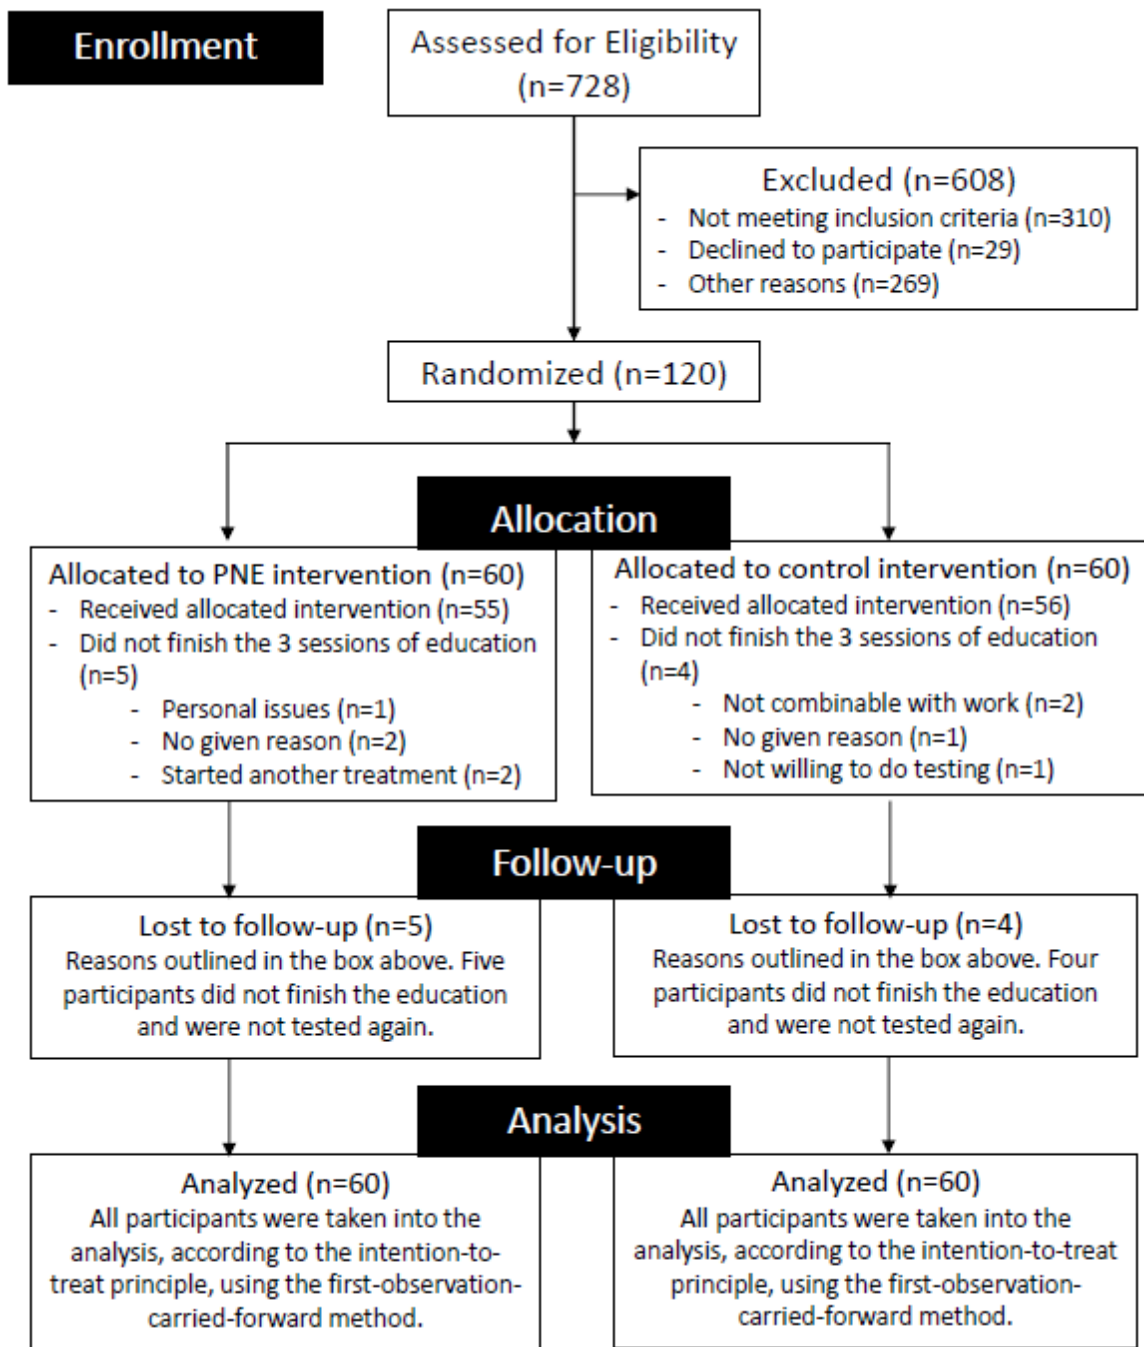 Enrollment
Assessed for Eligibility
(n=728)
Excluded (n=608)
- Not meeting inclusion criteria (n=310)
- Declined to participate (n=29)
- Other reasons (n=269)
Randomized (n=120)
Allocation
Allocated to PNE intervention (n=60)
- Received allocated intervention (n=55)
- Did not finish the 3 sessions of education
(n=5)
- Personal issues (n=1)
- No given reason (n=2)
- Started another treatment (n=2)
Allocated to control intervention (n=60)
- Received allocated intervention (n=56)
- Did not finish the 3 sessions of education
(n=4)
- Not combinable with work (n=2)
- No given reason (n=1)
- Not willing to do testing (n=1)
Follow-up
Lost to follow-up (n=5)
Reasons outlined in the box above. Five
participants did not finish the education
and were not tested again.
Lost to follow-up (n=4)
Reasons outlined in the box above. Four
participants did not finish the education
and were not tested again.
Analysis
Analyzed (n=60)
All participants were taken into the
analysis, according to the intention-to-
treat principle, using the first-observation-
carried-forward method.
Analyzed (n=60)
All participants were taken into the
analysis, according to the intention-to-treat
principle, using the first-observation-
carried-forward method.